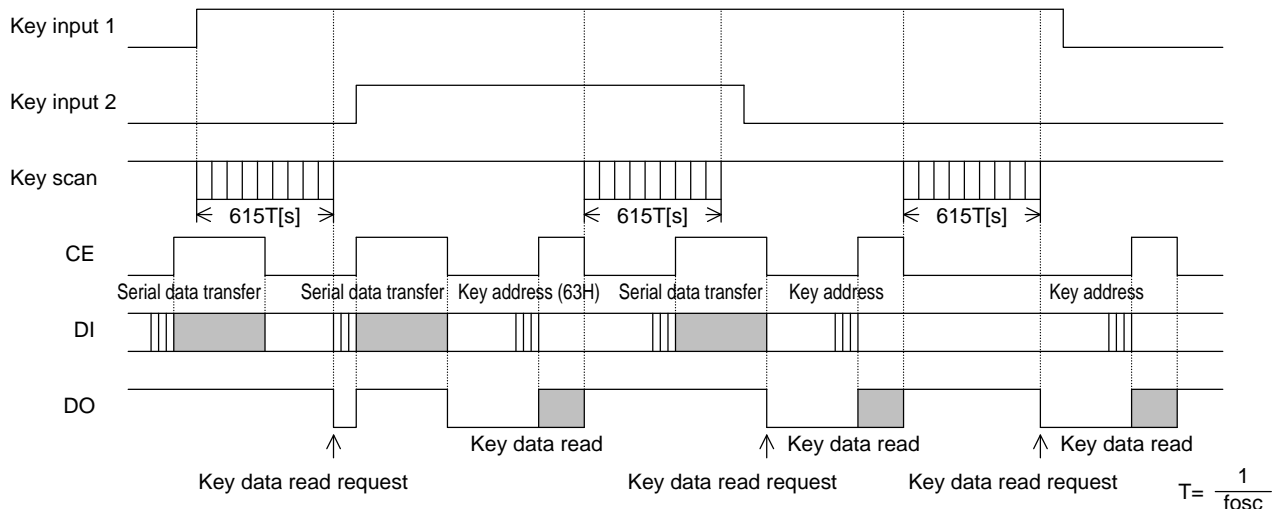 Key input 1
Key input 2
Key scan
615T[s] 615T[s] 615T[s]
CE
Serial data transfer Serial data transfer Key address (63H) Serial data transfer Key address Key address
DI
DO
Key data read Key data read Key data read
Key data read request Key data read request Key data read request
T= 1
fosc